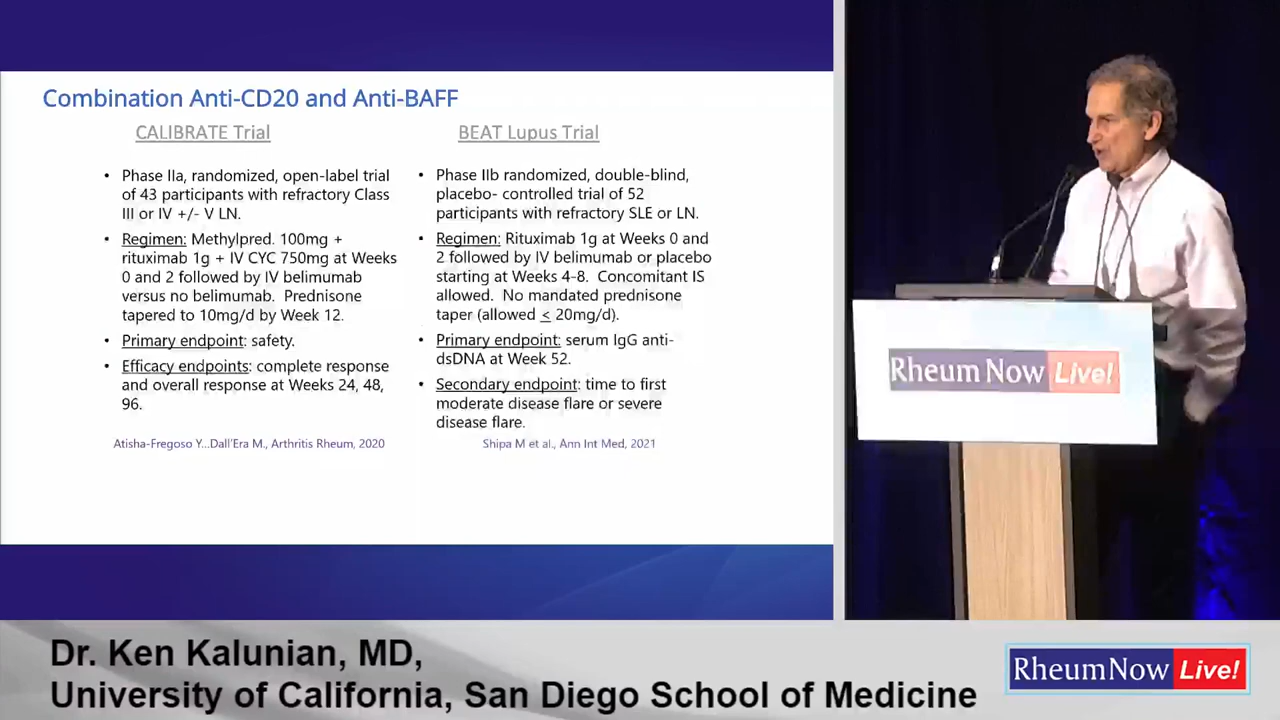 Combination Anti-CD20 and Anti-BAFF
CALIBRATE Trial
• Phase IIa, randomized, open-label trial
of 43 participants with refractory Class
III or IV +/- V LN.
• Regimen: Methylpred. 100mg +
rituximab 1g + IV CYC 750mg at Weeks
0 and 2 followed by IV belimumab
versus no belimumab. Prednisone
tapered to 10mg/d by Week 12.
• Primary endpoint: safety.
• Efficacy endpoints: complete response
and overall response at Weeks 24, 48,
96.
Atisha-Fregoso Y...Dall'Era M., Arthritis Rheum, 2020
BEAT Lupus Trial
• Phase IIb randomized, double-blind,
placebo- controlled trial of 52
participants with refractory SLE or LN.
• Regimen: Rituximab 1g at Weeks 0 and
2 followed by IV belimumab or placebo
starting at Weeks 4-8. Concomitant IS
allowed. No mandated prednisone
taper (allowed < 20mg/d).
• Primary endpoint: serum IgG anti-
dsDNA at Week 52.
• Secondary endpoint: time to first
moderate disease flare or severe
disease flare.
Shipa M et al., Ann Int Med, 2021
Rheum Now Live!
Dr. Ken Kalunian, MD,
University of California, San Diego School of Medicine
RheumNow Live!